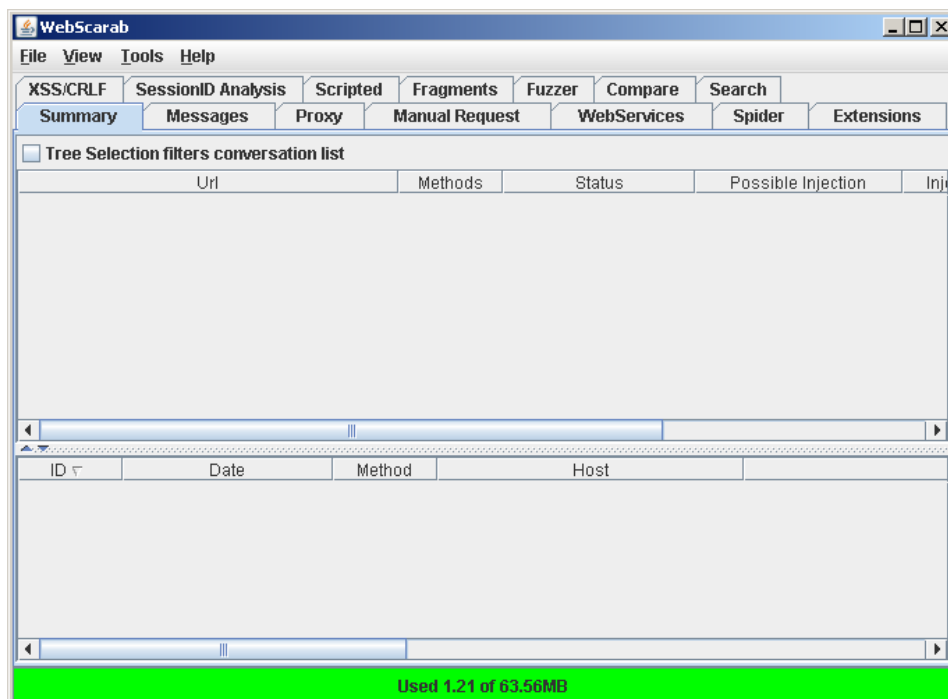 WebScarab
File View Tools Help
XSS/CRLF SessionID Analysis Scripted Fragments Fuzzer Compare Search
Summary Messages Proxy Manual Request WebServices Spider Extensions
Tree Selection filters conversation list
Url Methods Status Possible Injection Inj
ID Date Method Host
Used 1.21 of 63.56MB